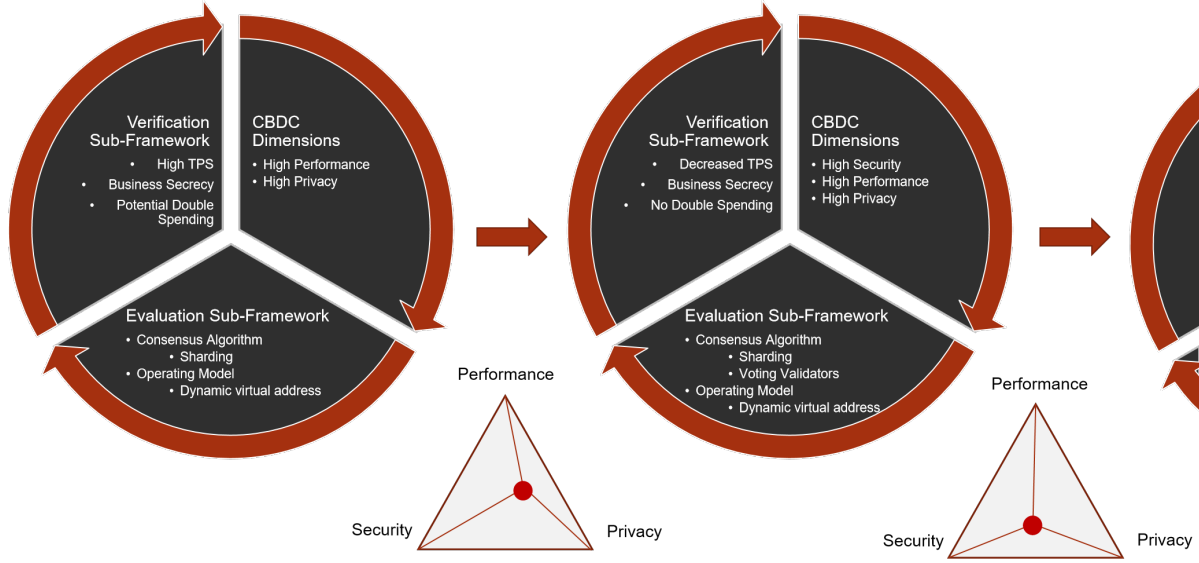 Verification
Sub-Framework
• High TPS
• Business Secrecy
• Potential Double
Spending
CBDC
Dimensions
• High Performance
• High Privacy
Evaluation Sub-Framework
• Consensus Algorithm
• Sharding
• Operating Model
• Dynamic virtual address
Performance
Security
Privacy
Verification
Sub-Framework
• Decreased TPS
• Business Secrecy
• No Double Spending
CBDC
Dimensions
• High Security
• High Performance
• High Privacy
Evaluation Sub-Framework
• Consensus Algorithm
• Sharding
• Voting Validators
• Operating Model
• Dynamic virtual address
Performance
Security
Privacy